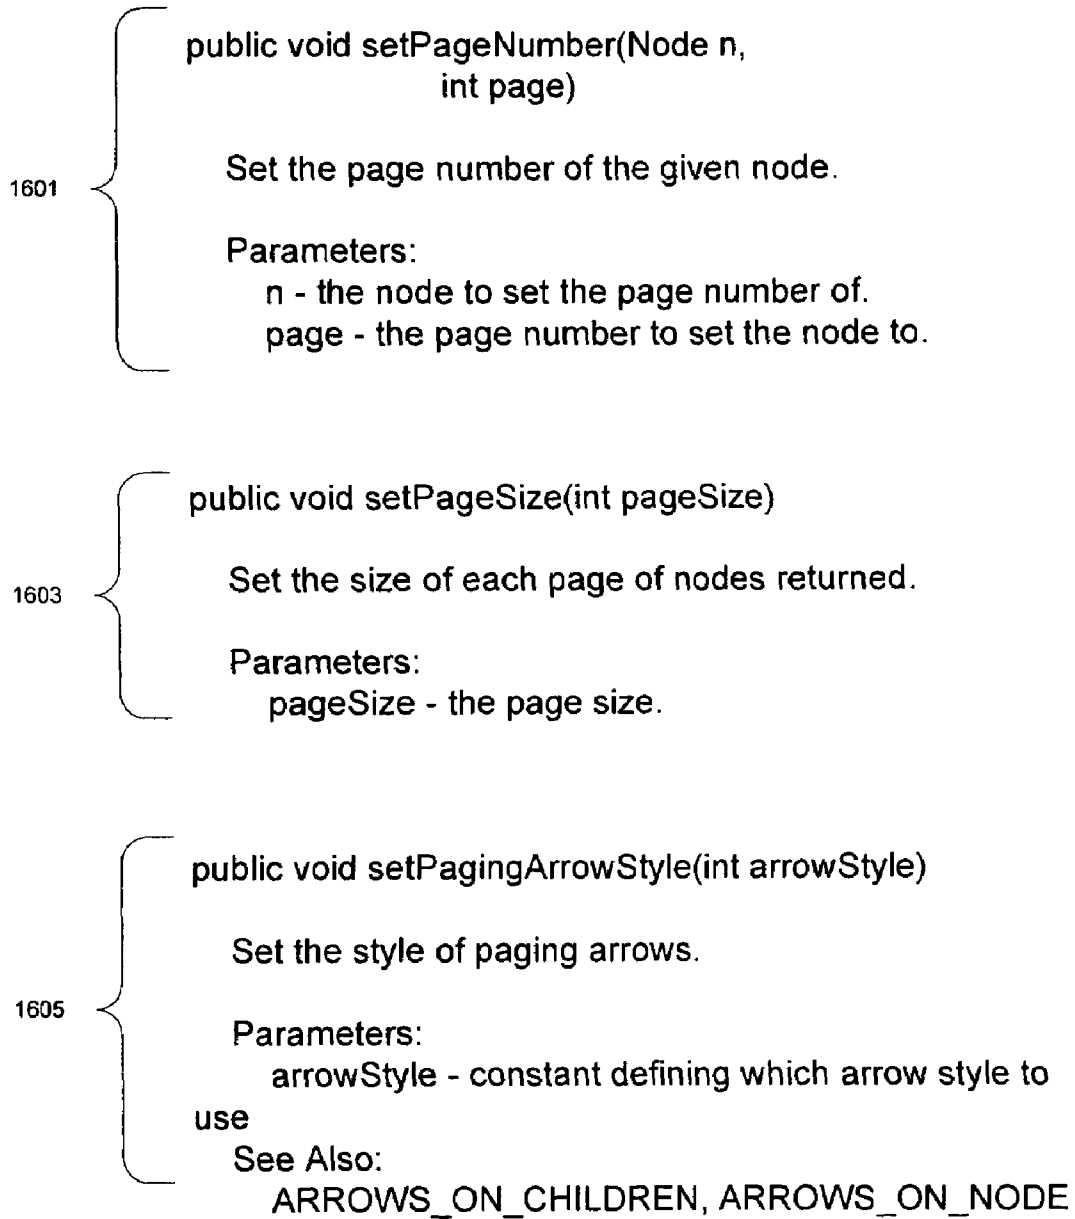 public void setPageNumber(Node n,
int page)
Set the page number of the given node.
1601
Parameters:
n - the node to set the page number of.
page - the page number to set the node to.
public void setPageSize(int pageSize)
Set the size of each page of nodes returned.
1603
Parameters:
pageSize - the page size.
public void setPagingArrowStyle(int arrowStyle)
Set the style of paging arrows.
1605
Parameters:
arrowStyle - constant defining which arrow style to
use
See Also:
ARROWS_ON_CHILDREN, ARROWS_ON_NODE